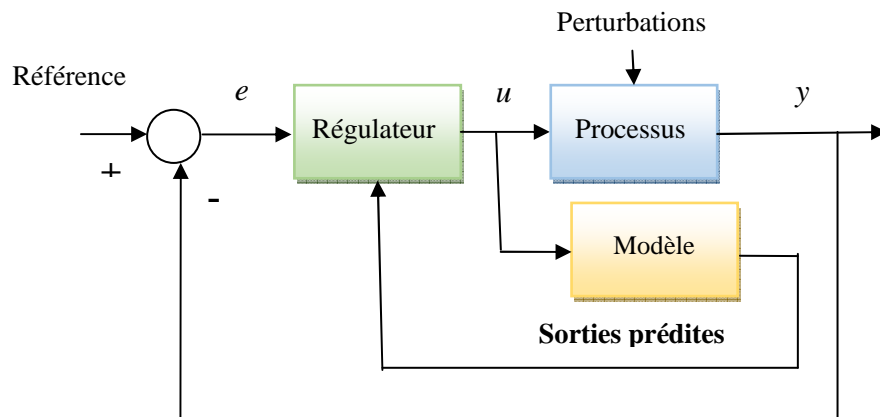 Perturbations
Référence
e
Régulateur
u
Processus
y
+
-
Modèle
Sorties prédites